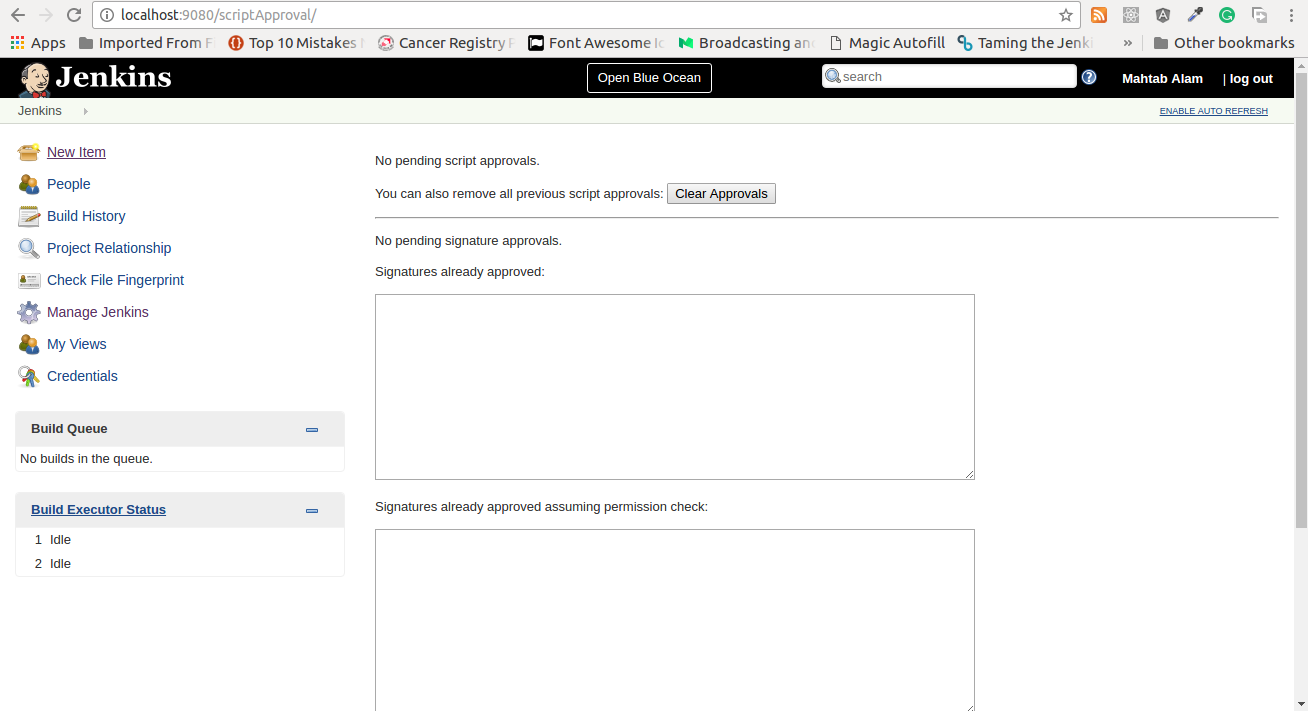 localhost:9080/scriptApproval/
Apps Imported From F Top 10 Mistakes Cancer Registry P Font Awesome Ic Broadcasting an Magic Autofill Taming the Jenki » Other bookmarks
Jenkins Open Blue Ocean search Mahtab Alam | log out
Jenkins ENABLE AUTO REFRESH
New Item
People
Build History
Project Relationship
Check File Fingerprint
Manage Jenkins
My Views
Credentials
Build Queue
No builds in the queue.
Build Executor Status
1 Idle
2 Idle
No pending script approvals.
You can also remove all previous script approvals: Clear Approvals
No pending signature approvals.
Signatures already approved:
Signatures already approved assuming permission check: